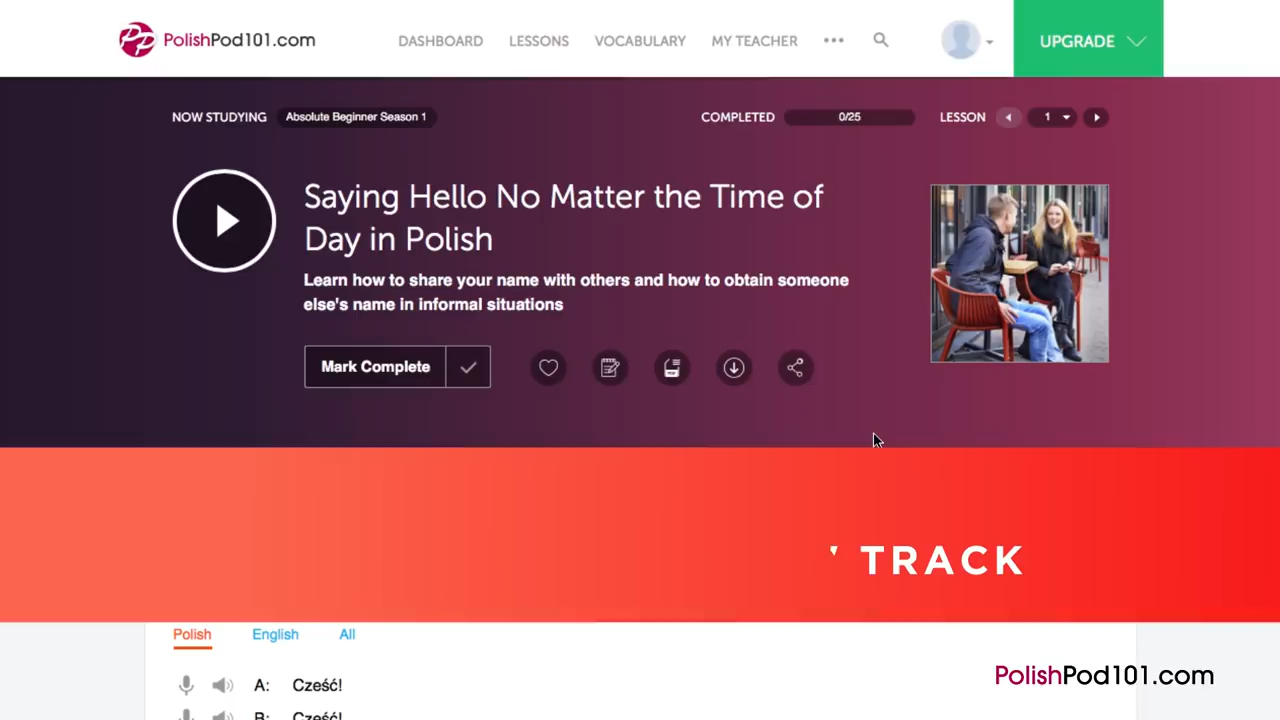 PolishPod101.com
DASHBOARD LESSONS VOCABULARY MY TEACHER ••• UPGRADE
NOW STUDYING Absolute Beginner Season 1 COMPLETED 0/25 LESSON 1
Saying Hello No Matter the Time of
Day in Polish
Learn how to share your name with others and how to obtain someone
else's name in informal situations
Mark Complete
TRACK
Polish English All
A: Cześć!
B: Cześć!
PolishPod101.com